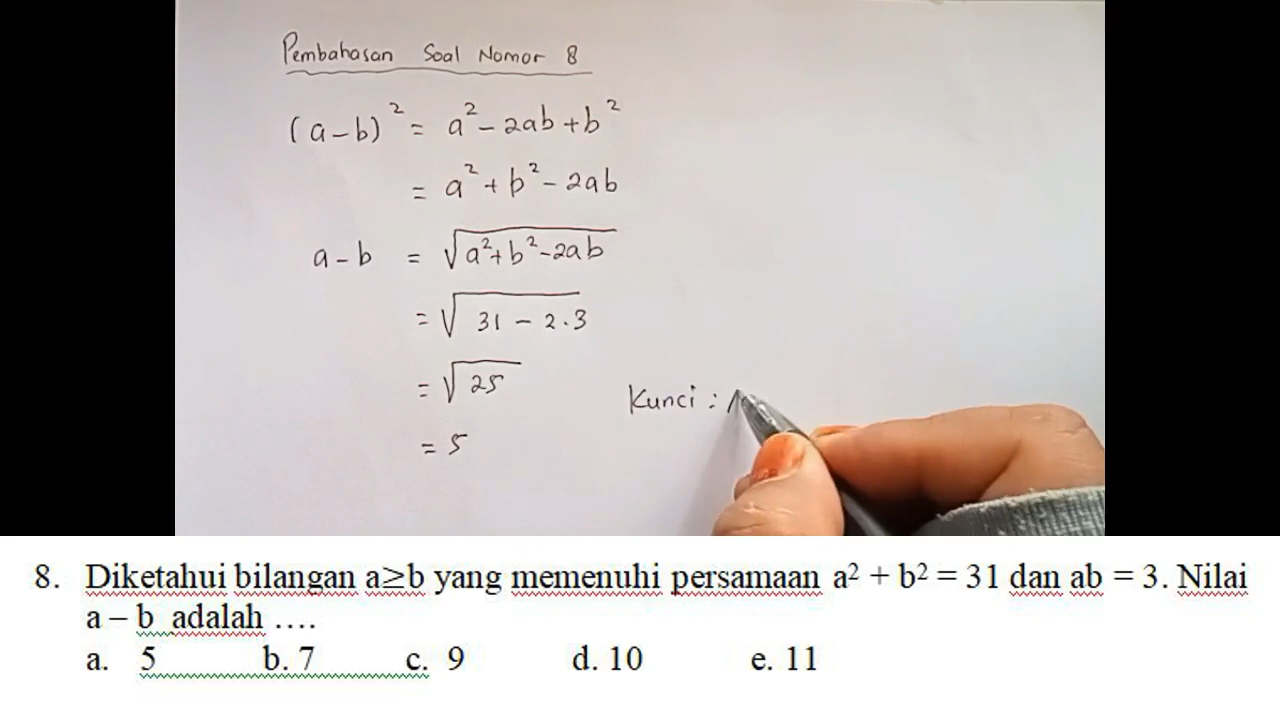 Pembahasan Soal Nomor 8
(a-b)² = a² - 2ab + b²
= a² + b² - 2ab
a - b = √a²+b²-2ab
= √31 - 2.3
= √25
Kunci :
= 5
8. Diketahui bilangan a≥b yang memenuhi persamaan a² + b² = 31 dan ab = 3. Nilai
a – b adalah ….
a. 5 b. 7 c. 9 d. 10 e. 11